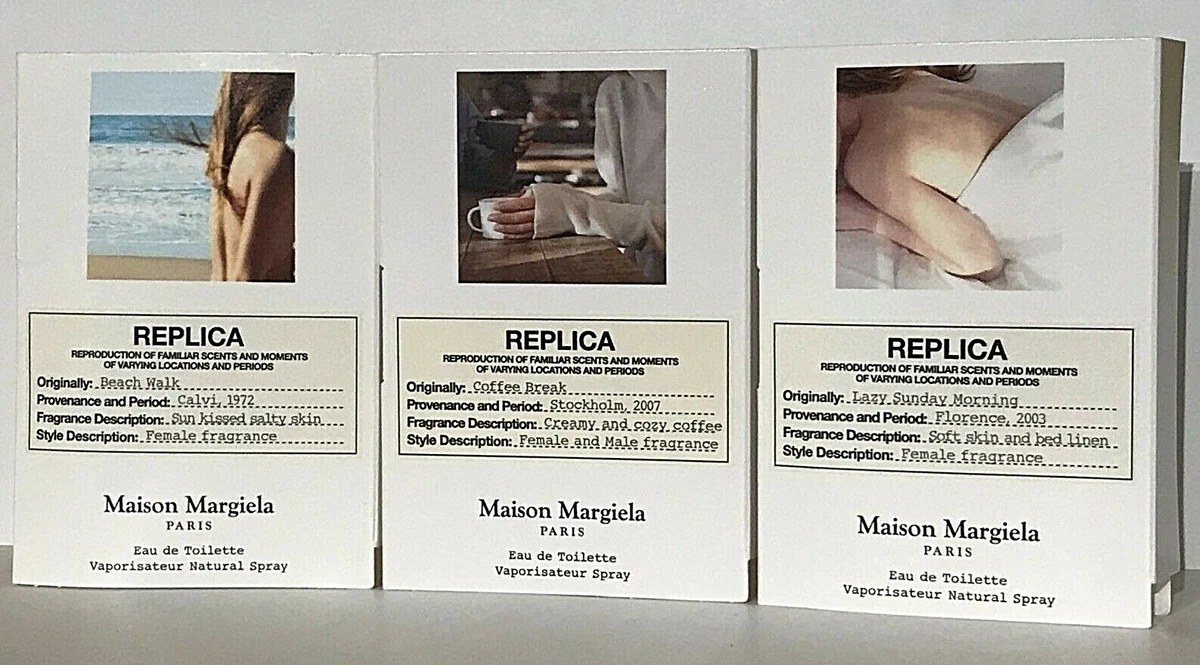 REPLICA
REPRODUCTION OF FAMILIAR SCENTS AND MOMENTS
OF VARYING LOCATIONS AND PERIODS
Originally: Beach Walk
Provenance and Period: Calvi, 1972
Fragrance Description: Sun kissed salty skin
Style Description: Female fragrance
Maison Margiela
PARIS
Eau de Toilette
Vaporisateur Natural Spray
REPLICA
REPRODUCTION OF FAMILIAR SCENTS AND MOMENTS
OF VARYING LOCATIONS AND PERIODS
Originally: Coffee Break
Provenance and Period: Stockholm, 2007
Fragrance Description: Creamy and cozy coffee
Style Description: Female and Male fragrance
Maison Margiela
PARIS
Eau de Toilette
Vaporisateur Spray
REPLICA
REPRODUCTION OF FAMILIAR SCENTS AND MOMENTS
OF VARYING LOCATIONS AND PERIODS
Originally: Lazy Sunday Morning
Provenance and Period: Florence, 2003
Fragrance Description: Soft skin and bed linen
Style Description: Female fragrance
Maison Margiela
PARIS
Eau de Toilette
Vaporisateur Natural Spray